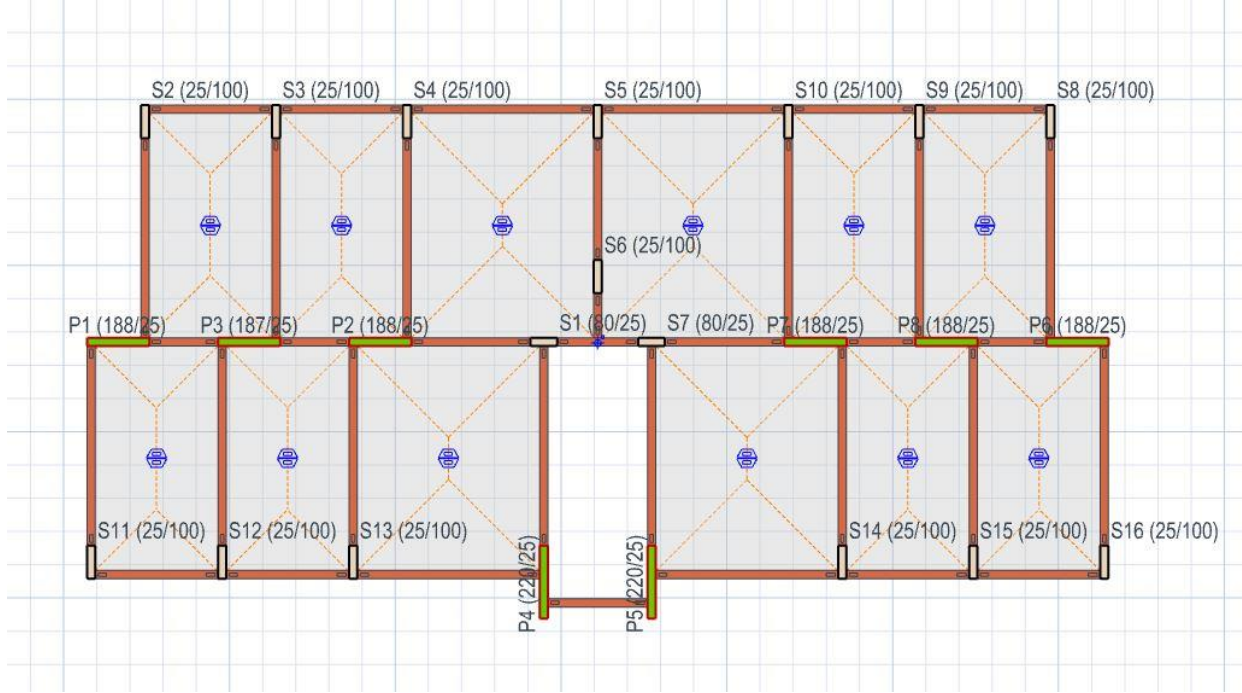 S2 (25/100)
S3 (25/100)
S4 (25/100)
S5 (25/100)
S10 (25/100)
S9 (25/100)
S8 (25/100)
S6 (25/100)
P1 (188/25)
P3 (187/25)
P2 (188/25)
S1 (80/25)
S7 (80/25)
P7 (188/25)
P8 (188/25)
P6 (188/25)
S11 (25/100)
S12 (25/100)
S13 (25/100)
S14 (25/100)
S15 (25/100)
S16 (25/100)
P4 (220/25)
P5 (220/25)